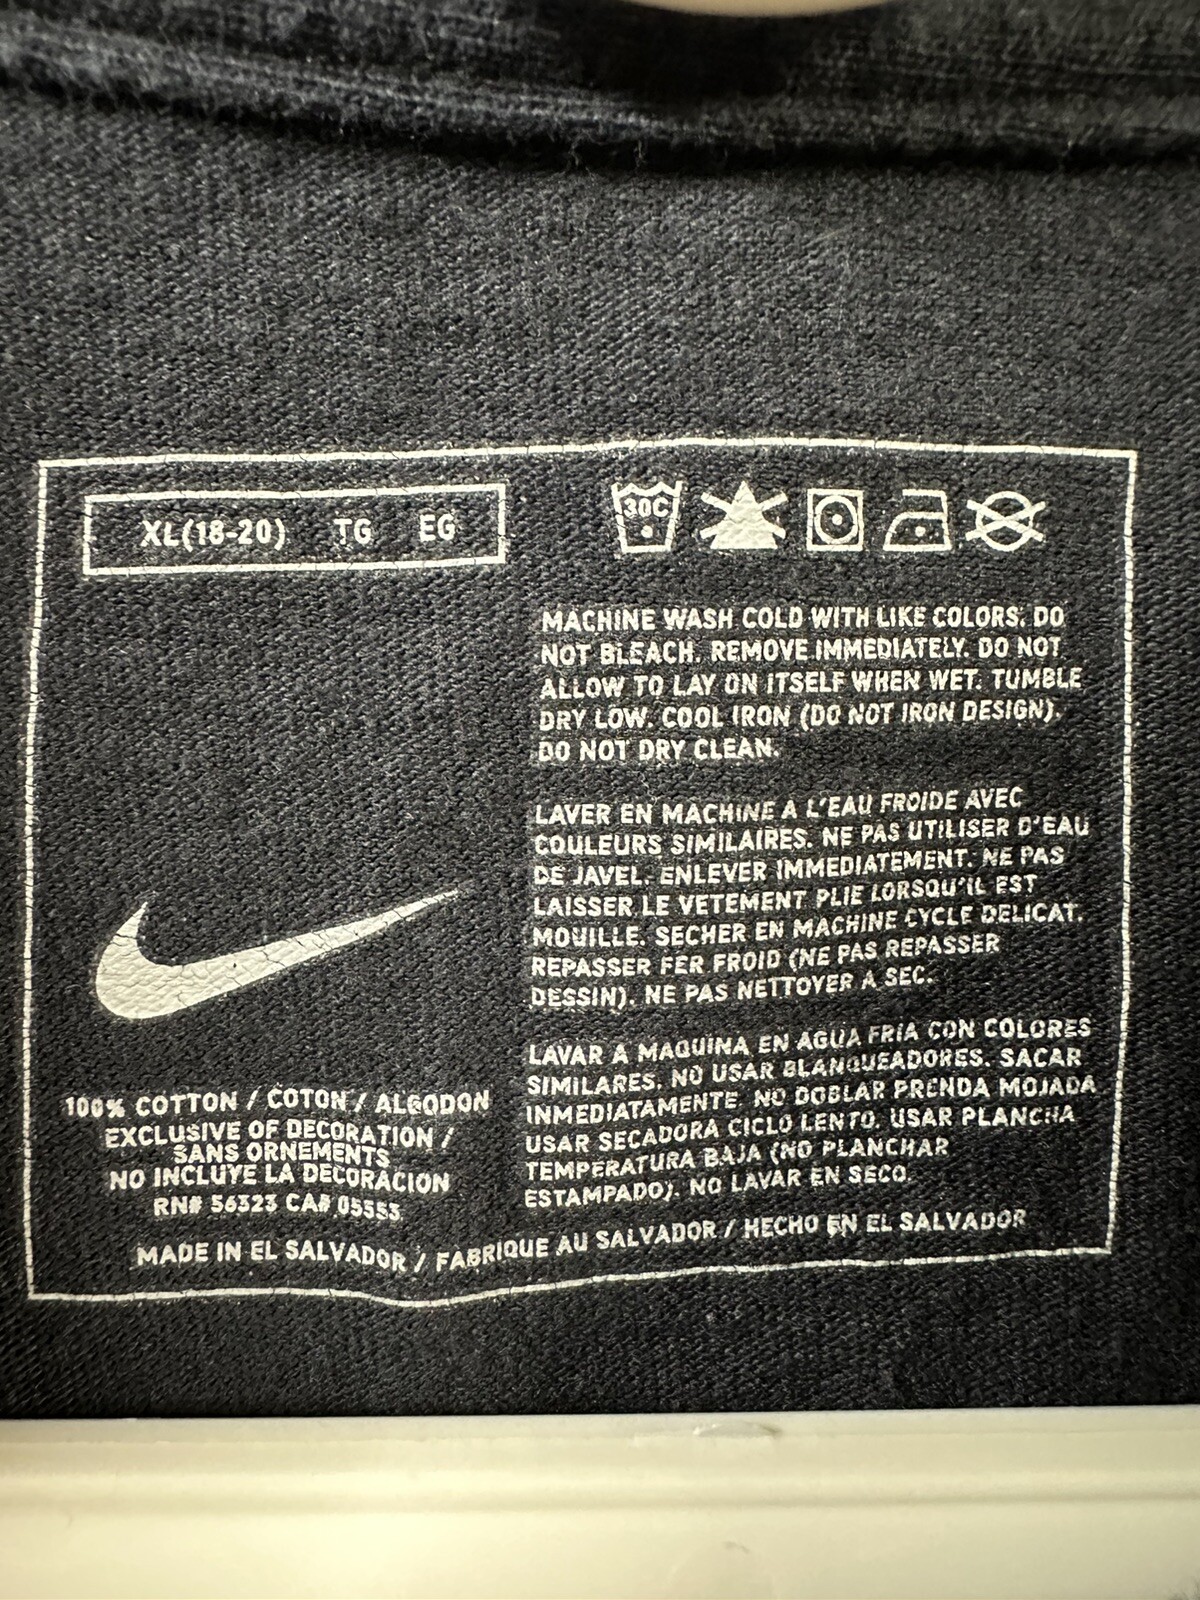 XL(18-20) TG EG
30C
MACHINE WASH COLD WITH LIKE COLORS. DO
NOT BLEACH. REMOVE IMMEDIATELY. DO NOT
ALLOW TO LAY ON ITSELF WHEN WET. TUMBLE
DRY LOW. COOL IRON (DO NOT IRON DESIGN).
DO NOT DRY CLEAN.
LAVER EN MACHINE A L'EAU FROIDE AVEC
COULEURS SIMILAIRES. NE PAS UTILISER D'EAU
DE JAVEL. ENLEVER IMMEDIATEMENT. NE PAS
LAISSER LE VETEMENT PLIE LORSQU'IL EST
MOUILLE. SECHER EN MACHINE CYCLE DELICAT.
REPASSER FER FROID (NE PAS REPASSER
DESSIN). NE PAS NETTOYER A SEC.
LAVAR A MAQUINA EN AGUA FRIA CON COLORES
SIMILARES. NO USAR BLANQUEADORES. SACAR
INMEDIATAMENTE. NO DOBLAR PRENDA MOJADA
USAR SECADORA CICLO LENTO. USAR PLANCHA
TEMPERATURA BAJA (NO PLANCHAR
ESTAMPADO). NO LAVAR EN SECO.
100% COTTON / COTON / ALGODON
EXCLUSIVE OF DECORATION /
SANS ORNEMENTS
NO INCLUYE LA DECORACION
RN# 56323 CA# 05553
MADE IN EL SALVADOR / FABRIQUE AU SALVADOR / HECHO EN EL SALVADOR